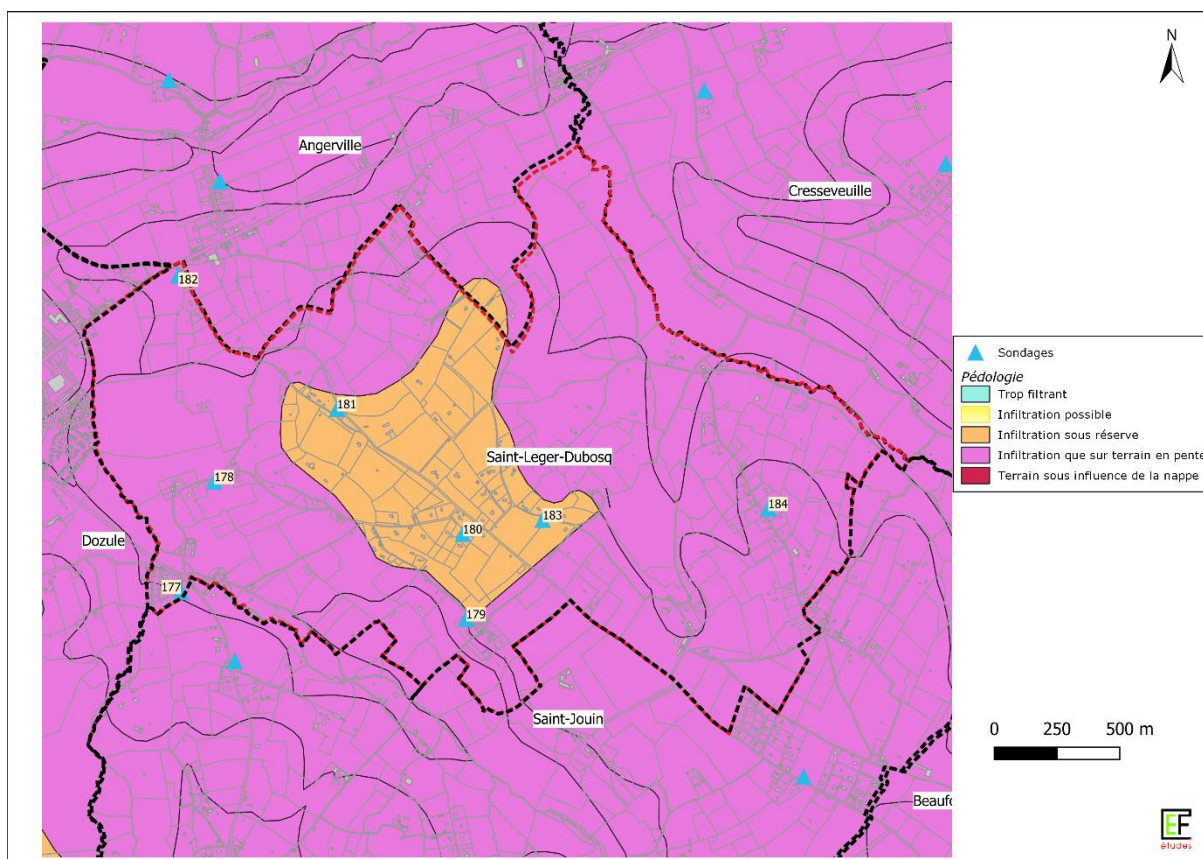 N
Angerville
Cresseveuille
182
181
Saint-Leger-Dubosq
178
184
183
180
Dozule
177
179
Saint-Jouin
Beaufo
Sondages
Pédologie
Trop filtrant
Infiltration possible
Infiltration sous réserve
Infiltration que sur terrain en pente
Terrain sous influence de la nappe
0 250 500 m
EF
études